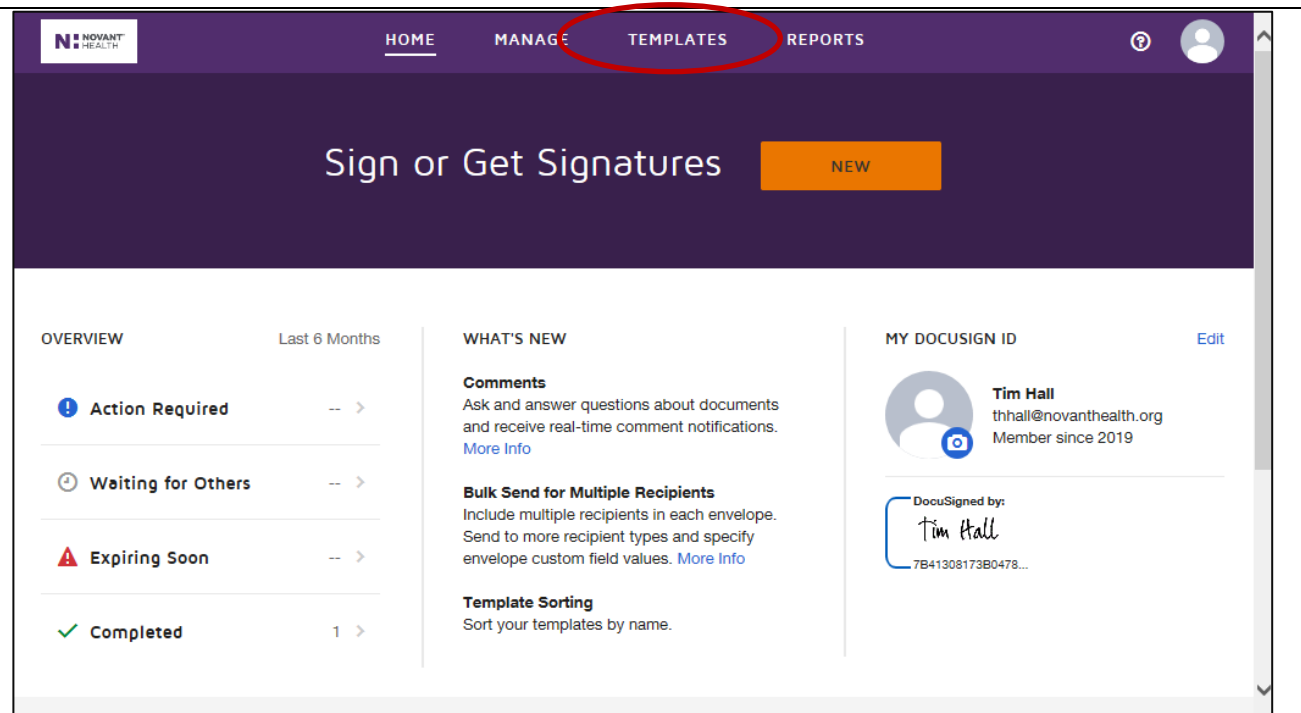 NOVANT
HEALTH
HOME MANAGE TEMPLATES REPORTS
Sign or Get Signatures
NEW
OVERVIEW Last 6 Months
Action Required --
Waiting for Others --
Expiring Soon --
Completed 1
WHAT'S NEW
Comments
Ask and answer questions about documents
and receive real-time comment notifications.
More Info
Bulk Send for Multiple Recipients
Include multiple recipients in each envelope.
Send to more recipient types and specify
envelope custom field values. More Info
Template Sorting
Sort your templates by name.
MY DOCUSIGN ID Edit
Tim Hall
thhall@novanthealth.org
Member since 2019
DocuSigned by:
Tim Hall
7B41308173B0478...